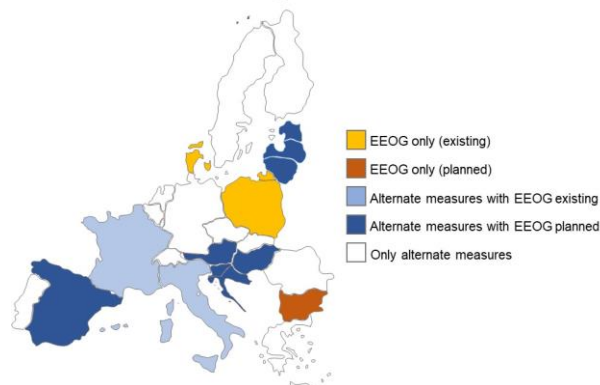 EEOG only (existing)
EEOG only (planned)
Alternate measures with EEOG existing
Alternate measures with EEOG planned
Only alternate measures